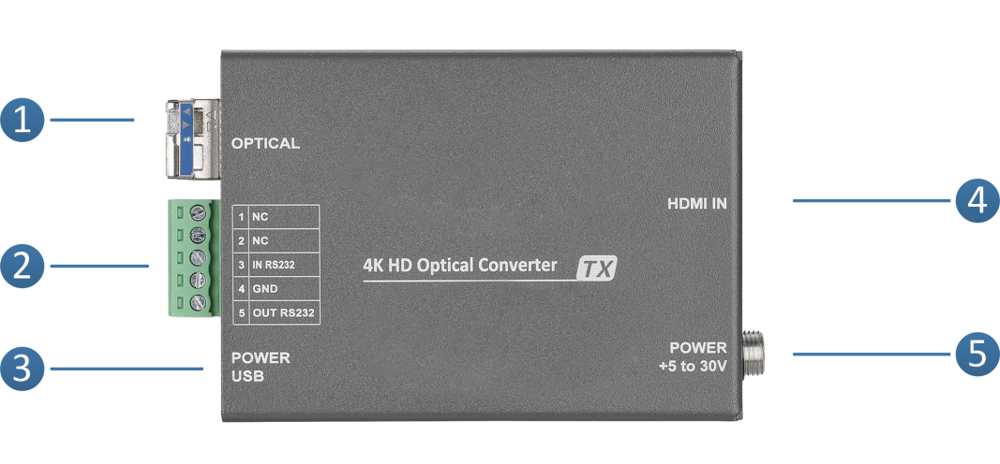 1
OPTICAL
4
HDMI IN
1 NC
2 NC
3 IN RS232
4 GND
5 OUT RS232
2
4K HD Optical Converter TX
3
POWER
USB
POWER
+5 to 30V
5